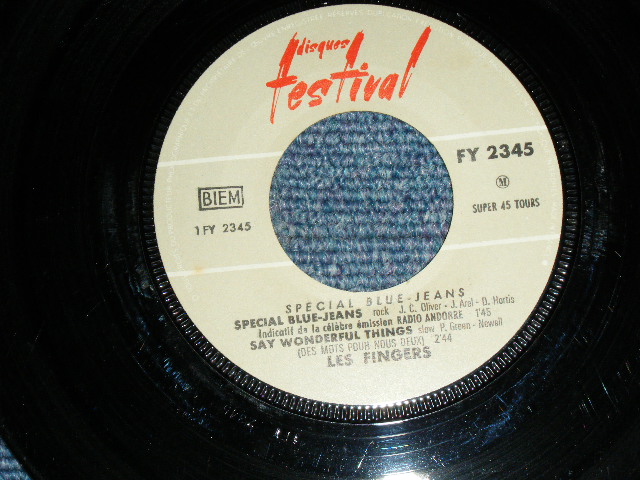 disques
festival
FY 2345
BIEM
M
1 FY 2345
SUPER 45 TOURS
SPECIAL BLUE-JEANS
SPECIAL BLUE-JEANS rock J. C. Oliver - J. Arel - D. Hortis
Indicatif de la célèbre émission RADIO ANDORRE 1'45
SAY WONDERFUL THINGS slow P. Green - Newell
(DES MOTS POUR NOUS DEUX) 2'44
LES FINGERS